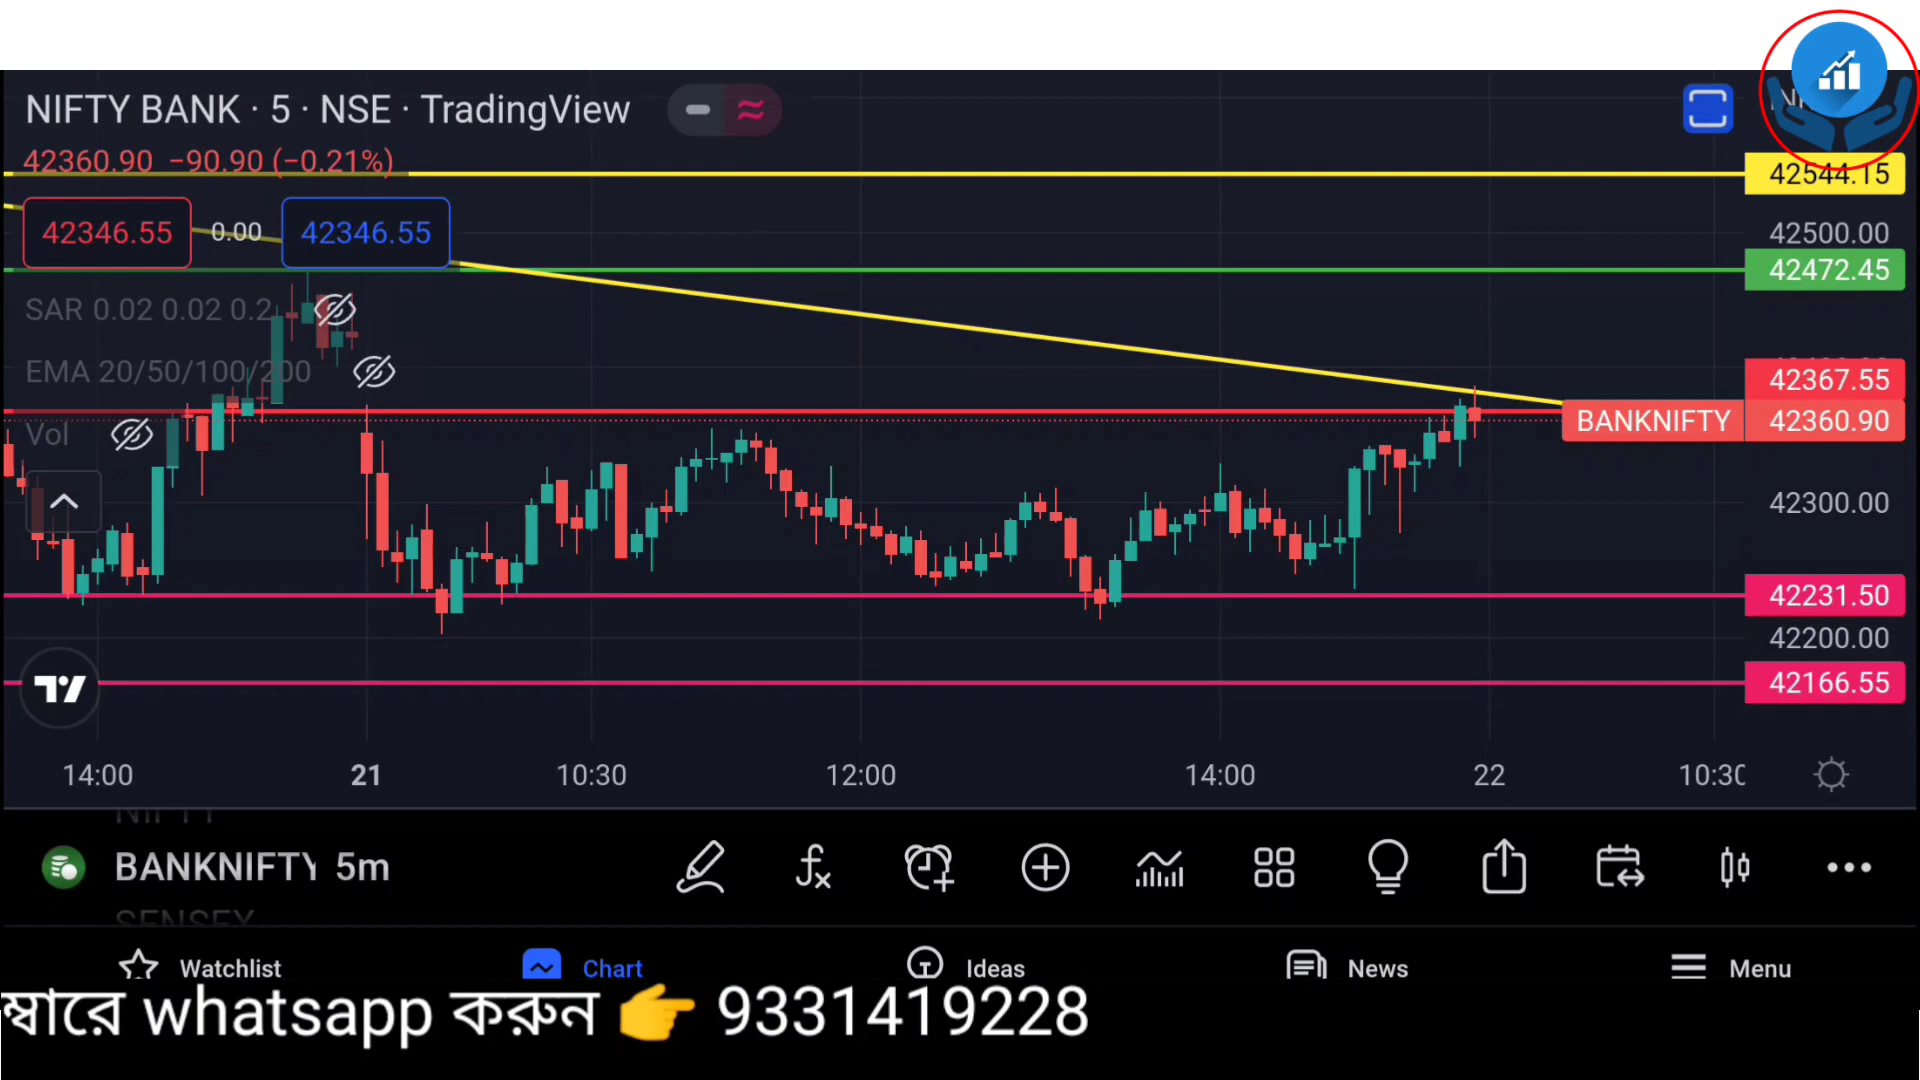 NIFTY BANK · 5 · NSE · TradingView
42360.90 −90.90 (−0.21%)
42544.15
42346.55 0.00 42346.55
42500.00
42472.45
SAR 0.02 0.02 0.2
EMA 20/50/100/200
42367.55
Vol
BANKNIFTY 42360.90
42300.00
42231.50
42200.00
42166.55
14:00 21 10:30 12:00 14:00 22 10:30
NIFTY
BANKNIFTY 5m
SENSEX
Watchlist Chart Ideas News Menu
ম্বারে whatsapp করুন 👉 9331419228